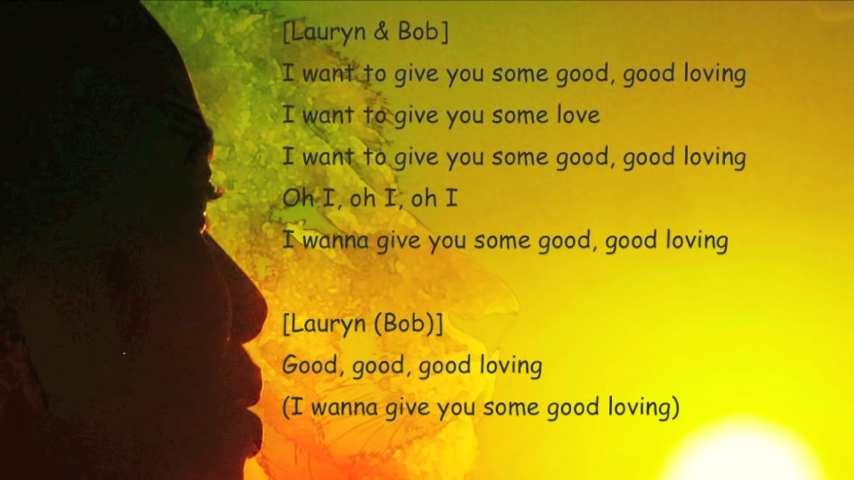 [Lauryn & Bob]
I want to give you some good, good loving
I want to give you some love
I want to give you some good, good loving
Oh I, oh I, oh I
I wanna give you some good, good loving
[Lauryn (Bob)]
Good, good, good loving
(I wanna give you some good loving)